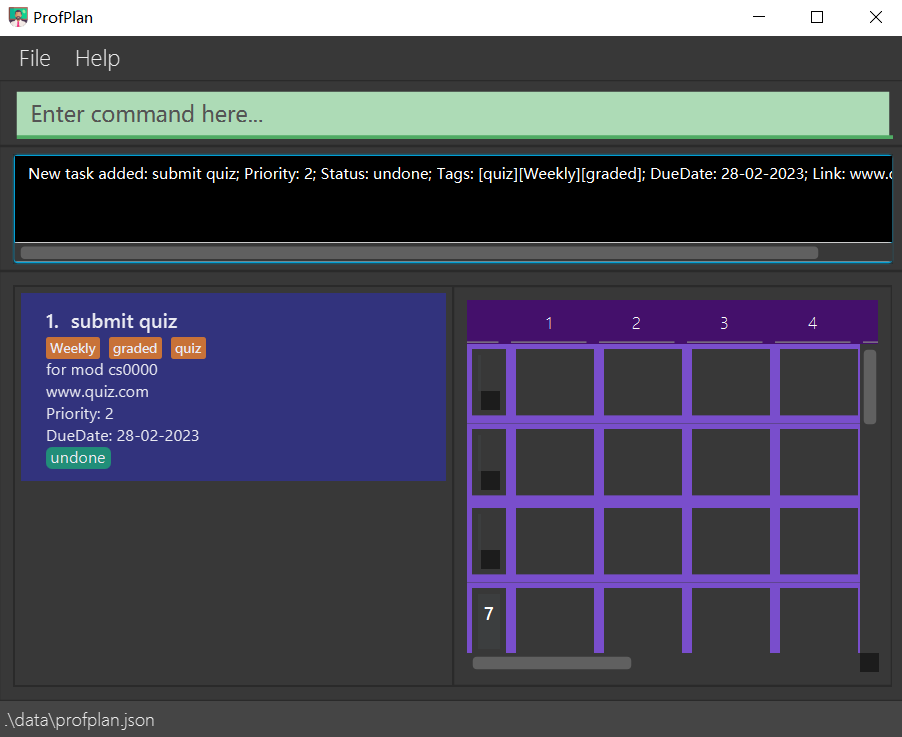 ProfPlan
File Help
Enter command here...
New task added: submit quiz; Priority: 2; Status: undone; Tags: [quiz][Weekly][graded]; DueDate: 28-02-2023; Link: www.
1. submit quiz
Weekly graded quiz
for mod cs0000
www.quiz.com
Priority: 2
DueDate: 28-02-2023
undone
1 2 3 4
7
.\data\profplan.json